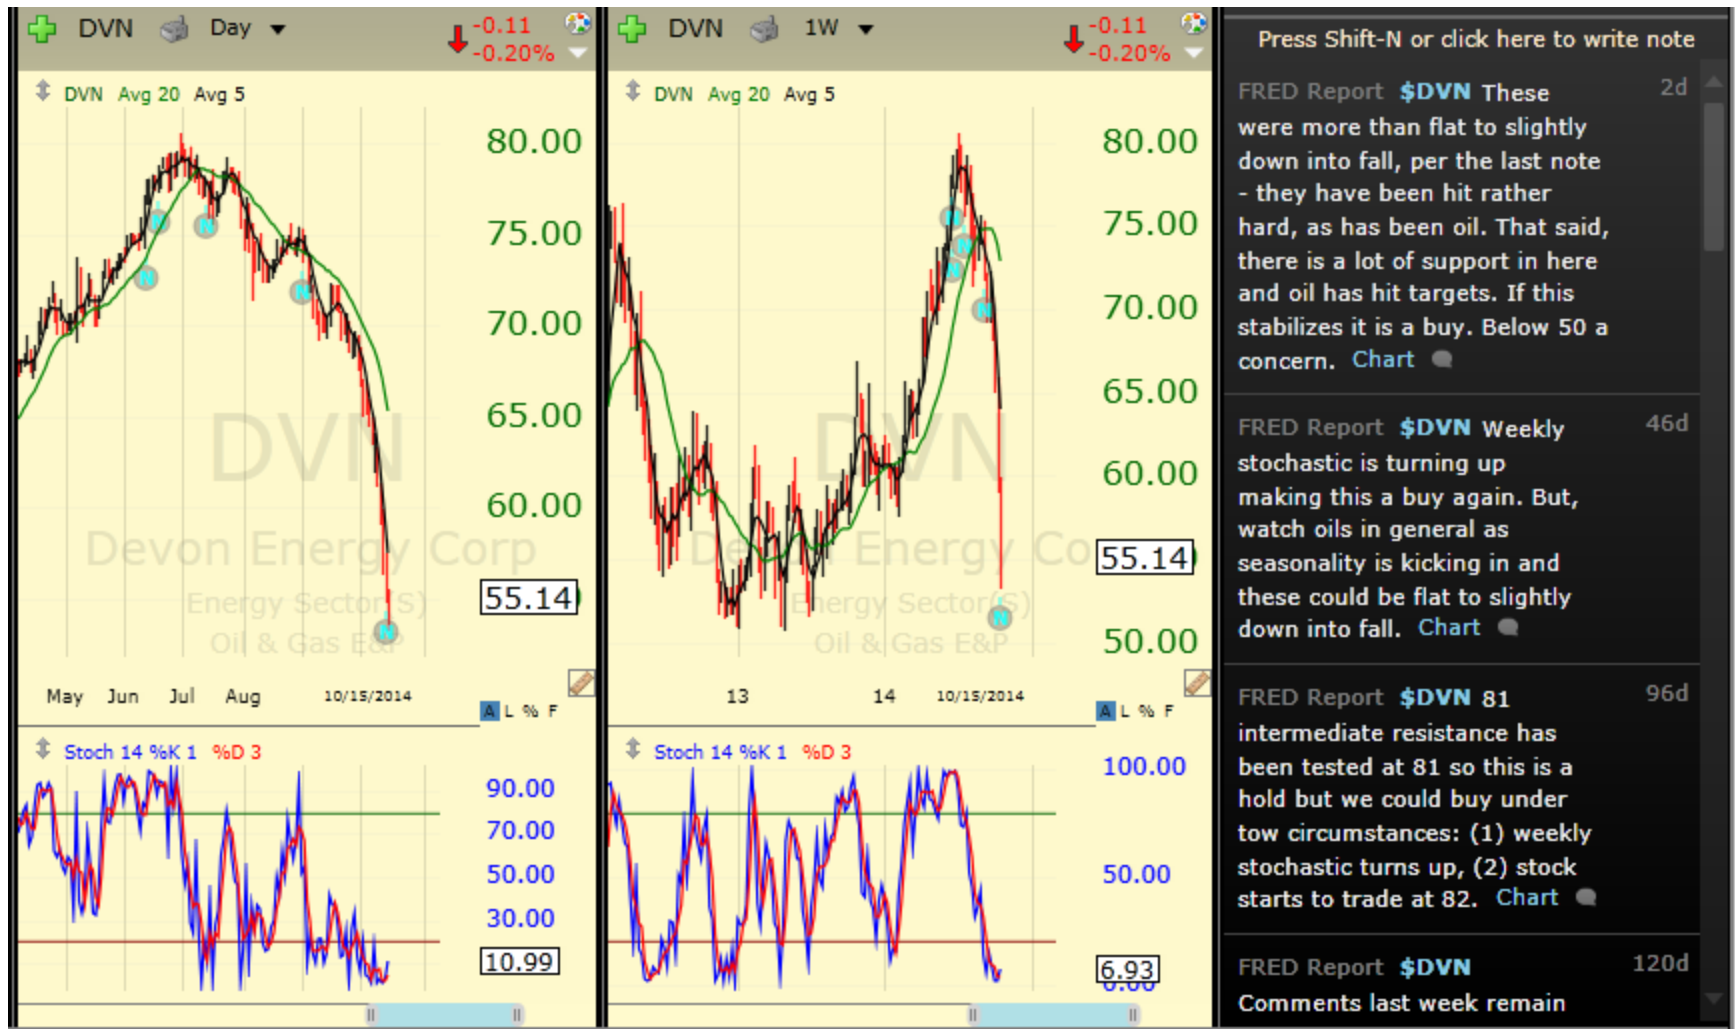 DVN Day -0.11
-0.20%
DVN Avg 20 Avg 5
80.00
75.00
70.00
65.00
60.00
55.14
DVN
Devon Energy Corp
Energy Sector(S)
Oil & Gas E&P
N
N
N
N
N
May Jun Jul Aug 10/15/2014
A L % F
Stoch 14 %K 1 %D 3
90.00
70.00
50.00
30.00
10.99
DVN 1W -0.11
-0.20%
DVN Avg 20 Avg 5
80.00
75.00
70.00
65.00
60.00
55.14
50.00
DVN
Devon Energy Co
Energy Sector(S)
Oil & Gas E&P
N
N
N
N
N
13 14 10/15/2014
A L % F
Stoch 14 %K 1 %D 3
100.00
50.00
6.93
0.00
Press Shift-N or click here to write note
FRED Report $DVN These 2d
were more than flat to slightly
down into fall, per the last note
- they have been hit rather
hard, as has been oil. That said,
there is a lot of support in here
and oil has hit targets. If this
stabilizes it is a buy. Below 50 a
concern. Chart
FRED Report $DVN Weekly 46d
stochastic is turning up
making this a buy again. But,
watch oils in general as
seasonality is kicking in and
these could be flat to slightly
down into fall. Chart
FRED Report $DVN 81 96d
intermediate resistance has
been tested at 81 so this is a
hold but we could buy under
tow circumstances: (1) weekly
stochastic turns up, (2) stock
starts to trade at 82. Chart
FRED Report $DVN 120d
Comments last week remain